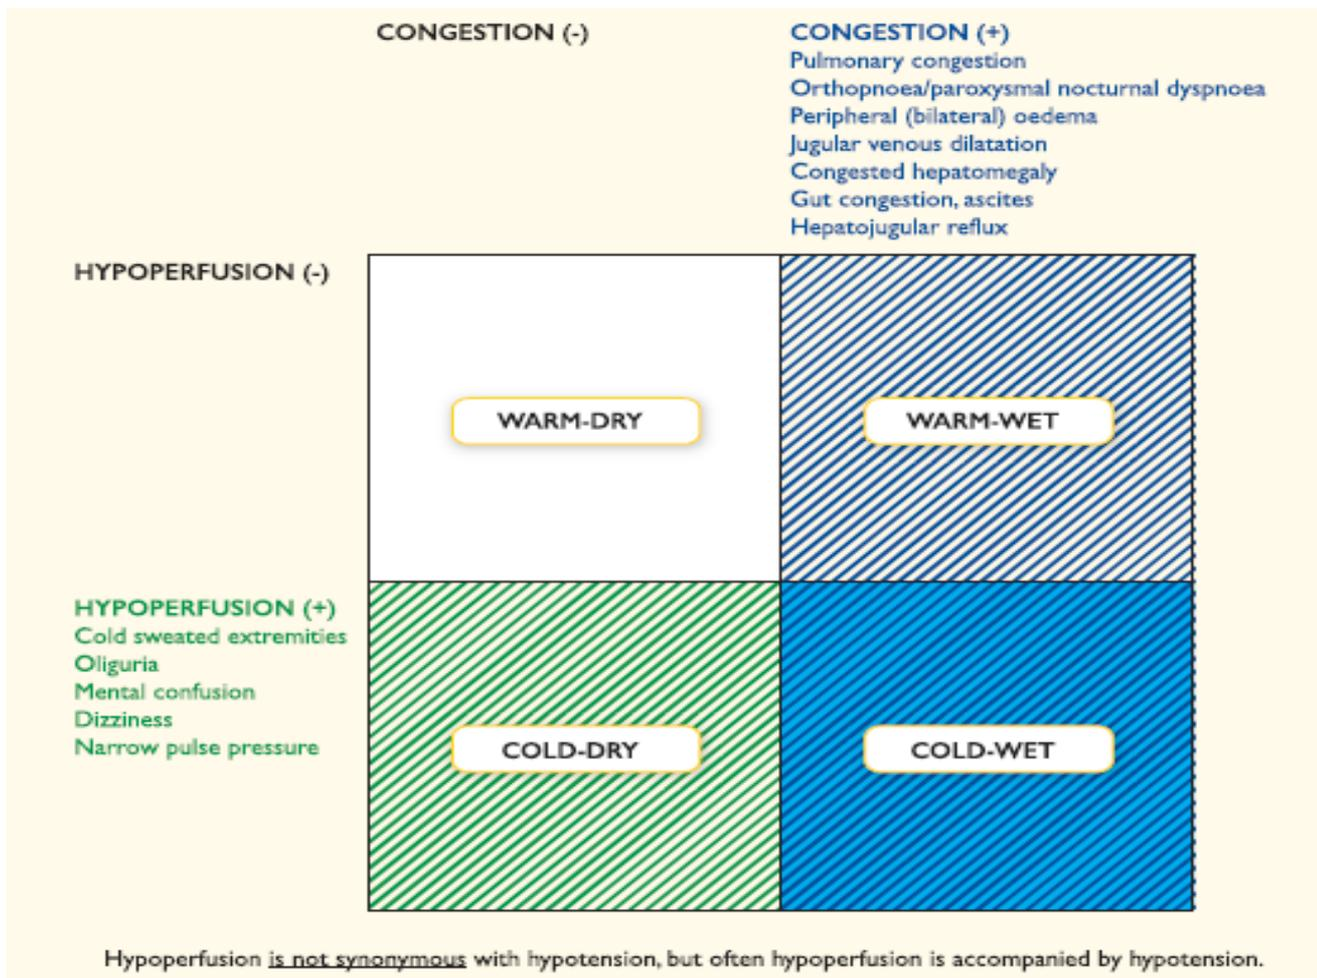 CONGESTION (-)
CONGESTION (+)
Pulmonary congestion
Orthopnoea/paroxysmal nocturnal dyspnoea
Peripheral (bilateral) oedema
Jugular venous dilatation
Congested hepatomegaly
Gut congestion, ascites
Hepatojugular reflux
HYPOPERFUSION (-)
WARM-DRY
WARM-WET
HYPOPERFUSION (+)
Cold sweated extremities
Oliguria
Mental confusion
Dizziness
Narrow pulse pressure
COLD-DRY
COLD-WET
Hypoperfusion is not synonymous with hypotension, but often hypoperfusion is accompanied by hypotension.